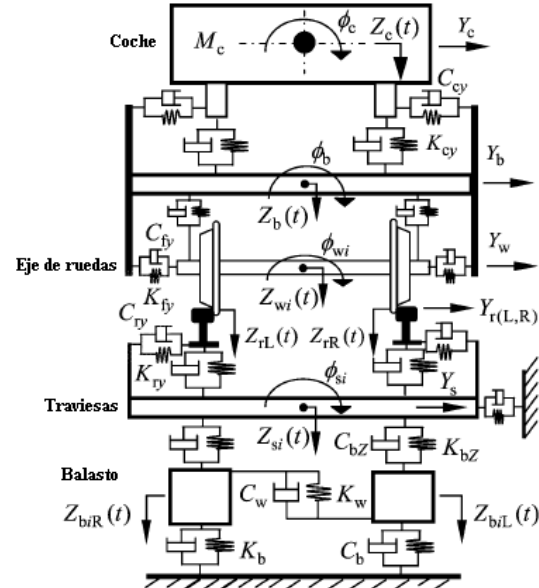 Coche
M_c
ϕ_c
Z_c(t)
Y_c
C_cy
K_cy
ϕ_b
Y_b
Z_b(t)
C_fy
Eje de ruedas
K_fy
ϕ_wi
Y_w
Z_wi(t)
C_ry
Y_r(L,R)
Z_rL(t)
Z_rR(t)
K_ry
ϕ_si
Y_s
Traviesas
Z_si(t)
C_bZ
K_bZ
Balasto
Z_biR(t)
C_w
K_w
Z_biL(t)
K_b
C_b